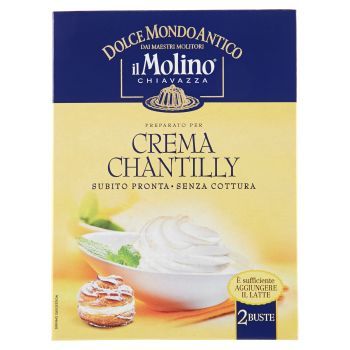 DOLCE MONDO ANTICO
DAI MAESTRI MOLITORI
il Molino®
CHIAVAZZA
PREPARATO PER
CREMA
CHANTILLY
SUBITO PRONTA · SENZA COTTURA
È sufficiente
AGGIUNGERE
IL LATTE
2 BUSTE